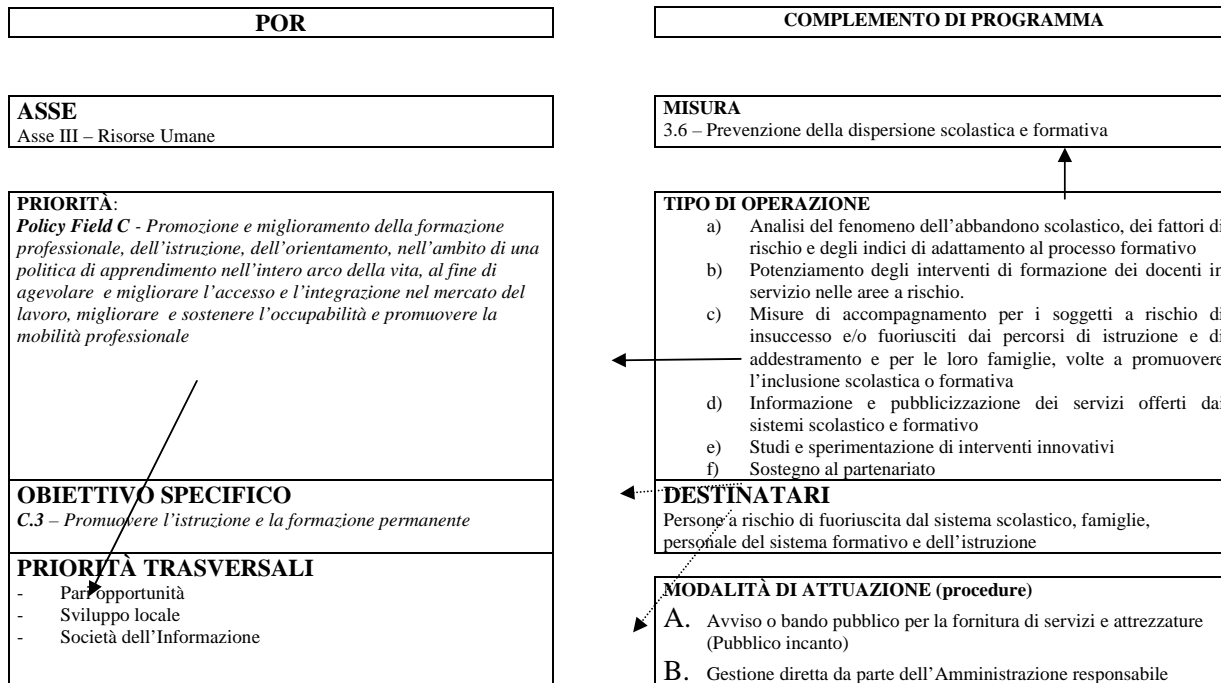 POR
ASSE
Asse III – Risorse Umane
PRIORITÀ:
Policy Field C - Promozione e miglioramento della formazione
professionale, dell’istruzione, dell’orientamento, nell’ambito di una
politica di apprendimento nell’intero arco della vita, al fine di
agevolare e migliorare l’accesso e l’integrazione nel mercato del
lavoro, migliorare e sostenere l’occupabilità e promuovere la
mobilità professionale
OBIETTIVO SPECIFICO
C.3 – Promuovere l’istruzione e la formazione permanente
PRIORITÀ TRASVERSALI
- Pari opportunità
- Sviluppo locale
- Società dell’Informazione
COMPLEMENTO DI PROGRAMMA
MISURA
3.6 – Prevenzione della dispersione scolastica e formativa
TIPO DI OPERAZIONE
a) Analisi del fenomeno dell’abbandono scolastico, dei fattori di
rischio e degli indici di adattamento al processo formativo
b) Potenziamento degli interventi di formazione dei docenti in
servizio nelle aree a rischio.
c) Misure di accompagnamento per i soggetti a rischio di
insuccesso e/o fuoriusciti dai percorsi di istruzione e di
addestramento e per le loro famiglie, volte a promuovere
l’inclusione scolastica o formativa
d) Informazione e pubblicizzazione dei servizi offerti dai
sistemi scolastico e formativo
e) Studi e sperimentazione di interventi innovativi
f) Sostegno al partenariato
DESTINATARI
Persone a rischio di fuoriuscita dal sistema scolastico, famiglie,
personale del sistema formativo e dell’istruzione
MODALITÀ DI ATTUAZIONE (procedure)
A. Avviso o bando pubblico per la fornitura di servizi e attrezzature
(Pubblico incanto)
B. Gestione diretta da parte dell’Amministrazione responsabile